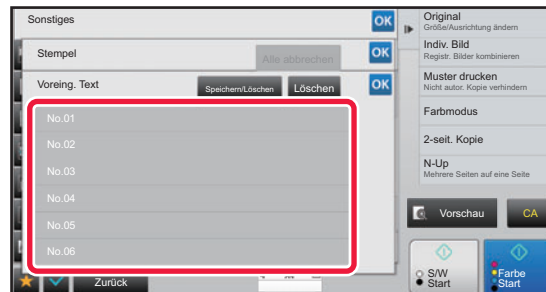 Sonstiges
OK
Stempel
Alle abbrechen
OK
Voreing. Text
Speichern/Löschen
Löschen
OK
No.01
No.02
No.03
No.04
No.05
No.06
Zurück
Original
Größe/Ausrichtung ändern
Indiv. Bild
Registr. Bilder kombinieren
Muster drucken
Nicht autor. Kopie verhindern
Farbmodus
2-seit. Kopie
N-Up
Mehrere Seiten auf eine Seite
Vorschau
CA
S/W
Start
Farbe
Start